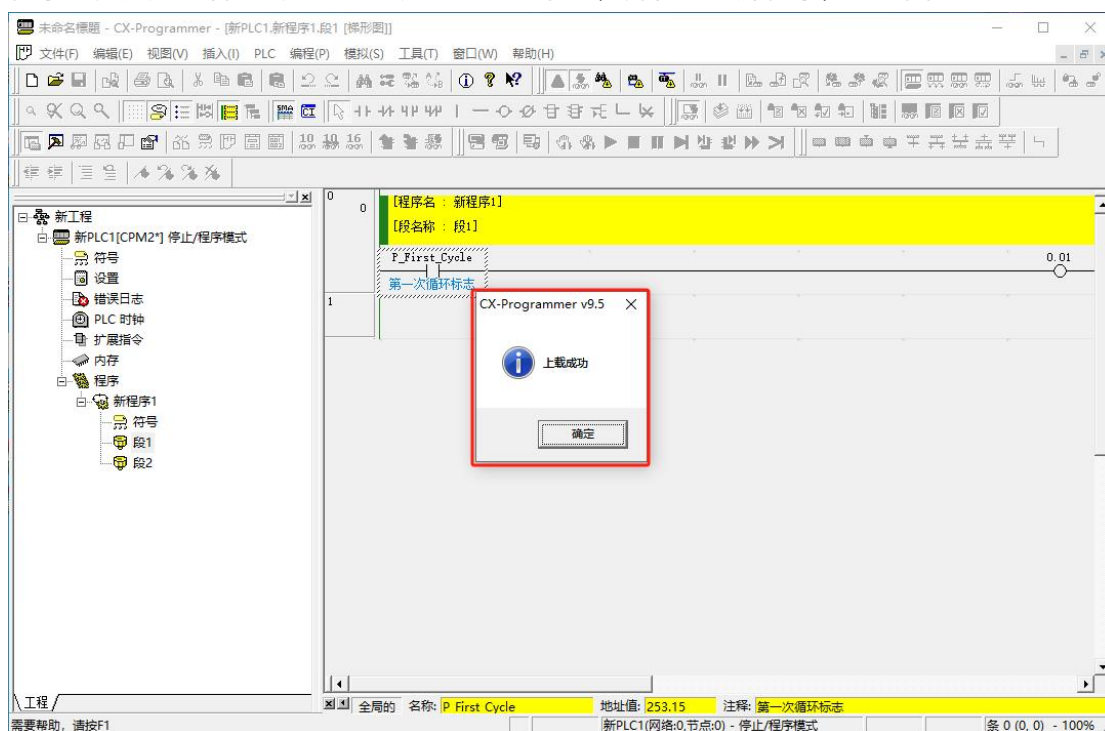 未命名標題 - CX-Programmer - [新PLC1.新程序1.段1 [梯形图]]
文件(F) 编辑(E) 视图(V) 插入(I) PLC 编程(P) 模拟(S) 工具(T) 窗口(W) 帮助(H)
10 10 16
新工程
新PLC1[CPM2*] 停止/程序模式
符号
设置
错误日志
PLC 时钟
扩展指令
内存
程序
新程序1
符号
段1
段2
工程
0
0
[程序名 : 新程序1]
[段名称 : 段1]
P_First_Cycle
0.01
第一次循环标志
1
CX-Programmer v9.5
上载成功
确定
全局的 名称: P First Cycle 地址值: 253.15 注释: 第一次循环标志
需要帮助, 请按F1
新PLC1(网络:0,节点:0) - 停止/程序模式
条 0 (0, 0) - 100%